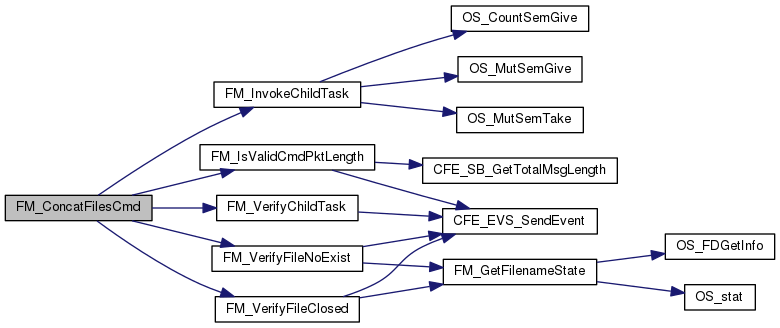 FM_ConcatFilesCmd
FM_InvokeChildTask
OS_CountSemGive
OS_MutSemGive
OS_MutSemTake
FM_IsValidCmdPktLength
CFE_SB_GetTotalMsgLength
FM_VerifyChildTask
CFE_EVS_SendEvent
FM_VerifyFileNoExist
FM_GetFilenameState
OS_FDGetInfo
OS_stat
FM_VerifyFileClosed